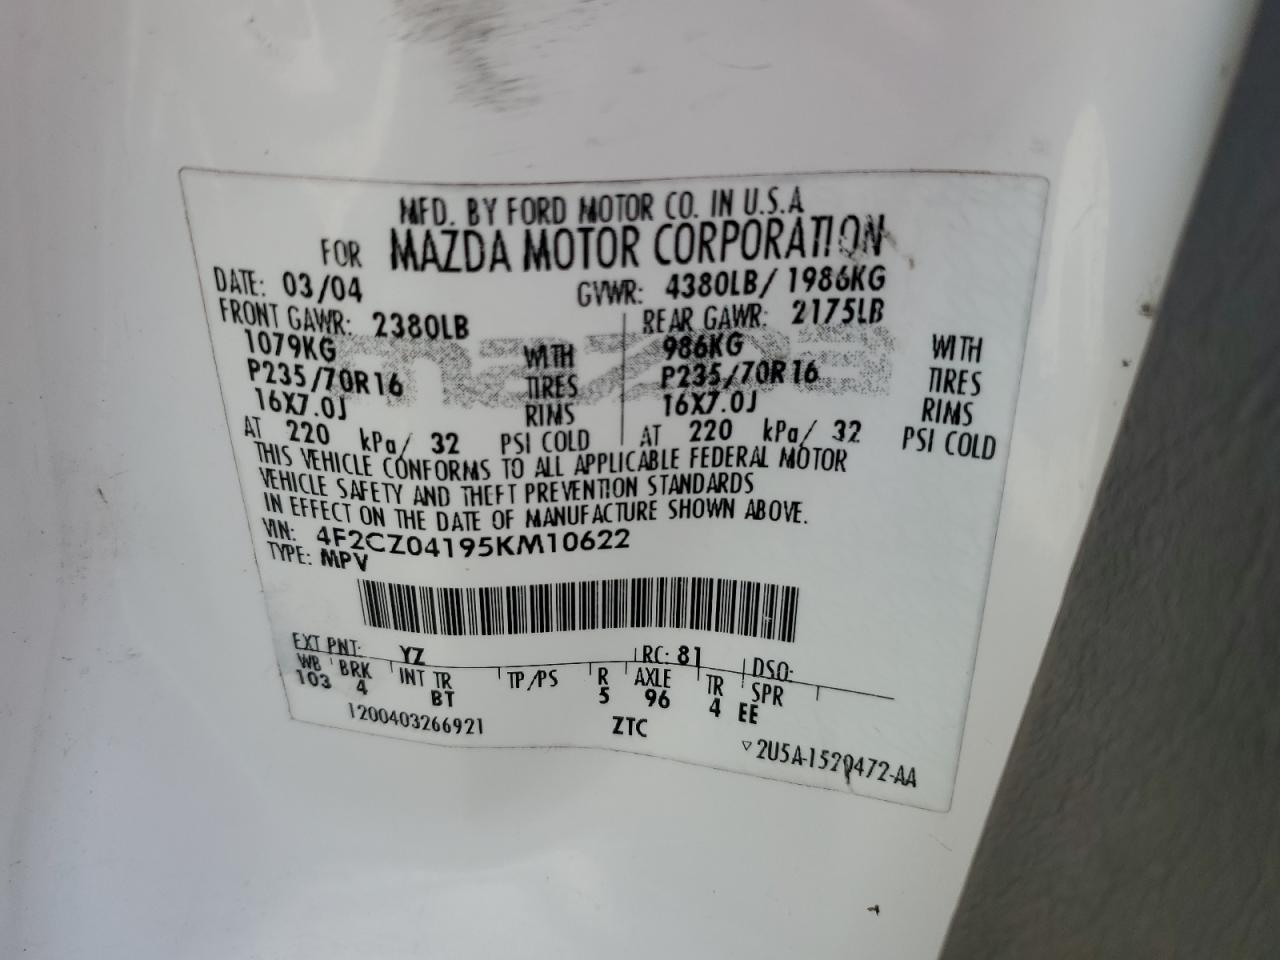 MFD. BY FORD MOTOR CO. IN U.S.A
FOR MAZDA MOTOR CORPORATION
DATE: 03/04 GVWR: 4380LB/ 1986KG
FRONT GAWR: 2380LB REAR GAWR: 2175LB
1079KG WITH 986KG WITH
P235/70R16 TIRES P235/70R16 TIRES
16X7.0J RIMS 16X7.0J RIMS
AT 220 kPa/ 32 PSI COLD AT 220 kPa/ 32 PSI COLD
mazda
THIS VEHICLE CONFORMS TO ALL APPLICABLE FEDERAL MOTOR
VEHICLE SAFETY AND THEFT PREVENTION STANDARDS
IN EFFECT ON THE DATE OF MANUFACTURE SHOWN ABOVE.
VIN: 4F2CZ04195KM10622
TYPE: MPV
EXT PNT: YZ RC: 81 DSO:
WB BRK INT TR TP/PS R AXLE TR SPR
103 4 BT 5 96 4 EE
1200403266921 ZTC ▽2U5A-1520472-AA